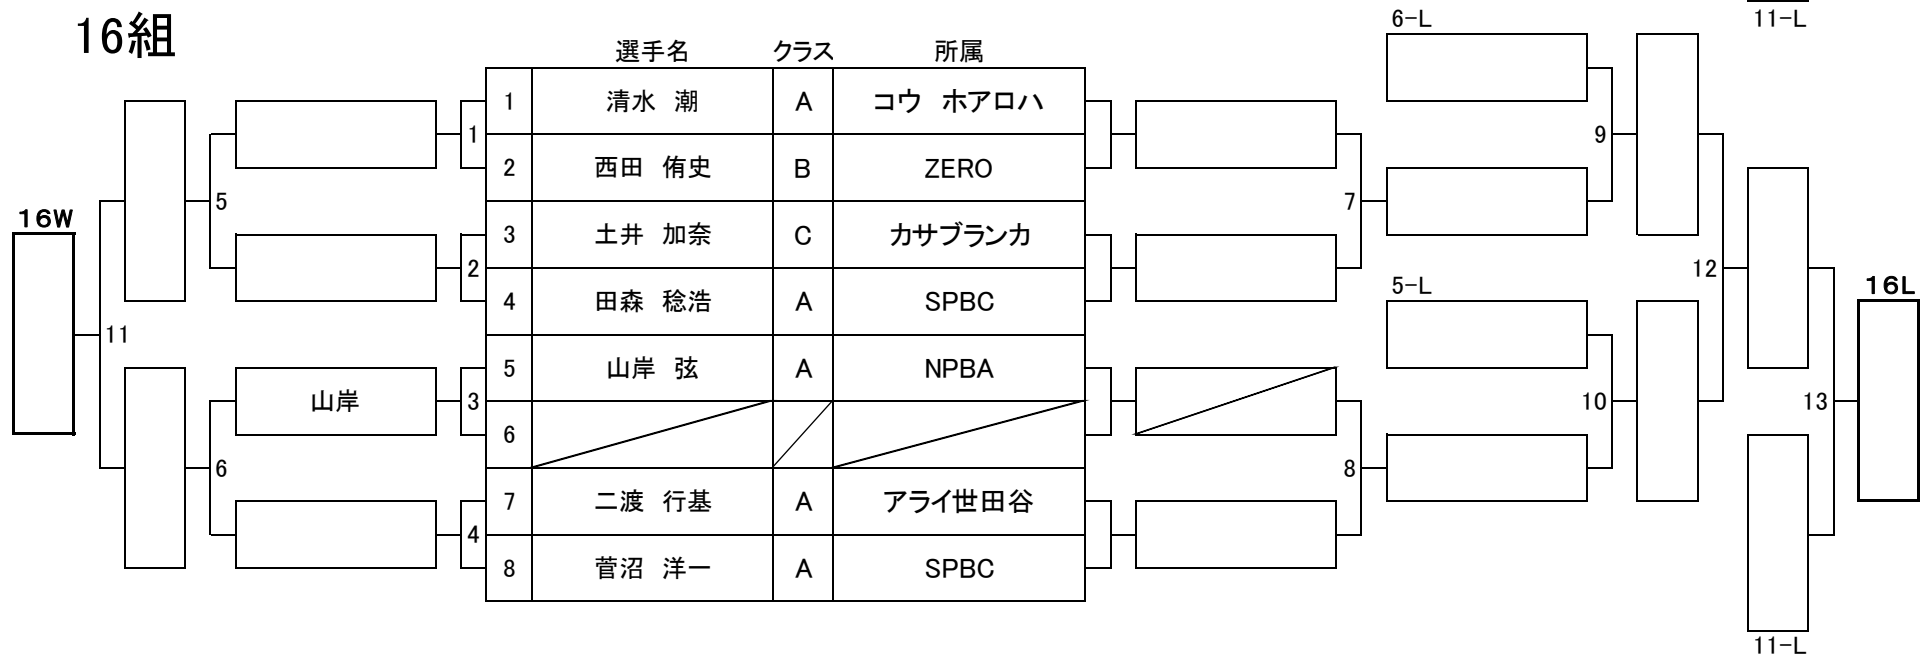 16組
6-L
11-L
選手名 クラス 所属
1 清水 潮 A コウ ホアロハ
1
9
2 西田 侑史 B ZERO
5
7
16W
3 土井 加奈 C カサブランカ
2
12
4 田森 稔浩 A SPBC
5-L
16L
11
5 山岸 弦 A NPBA
山岸
3
10
13
6
6
8
7 二渡 行基 A アライ世田谷
4
8 菅沼 洋一 A SPBC
11-L